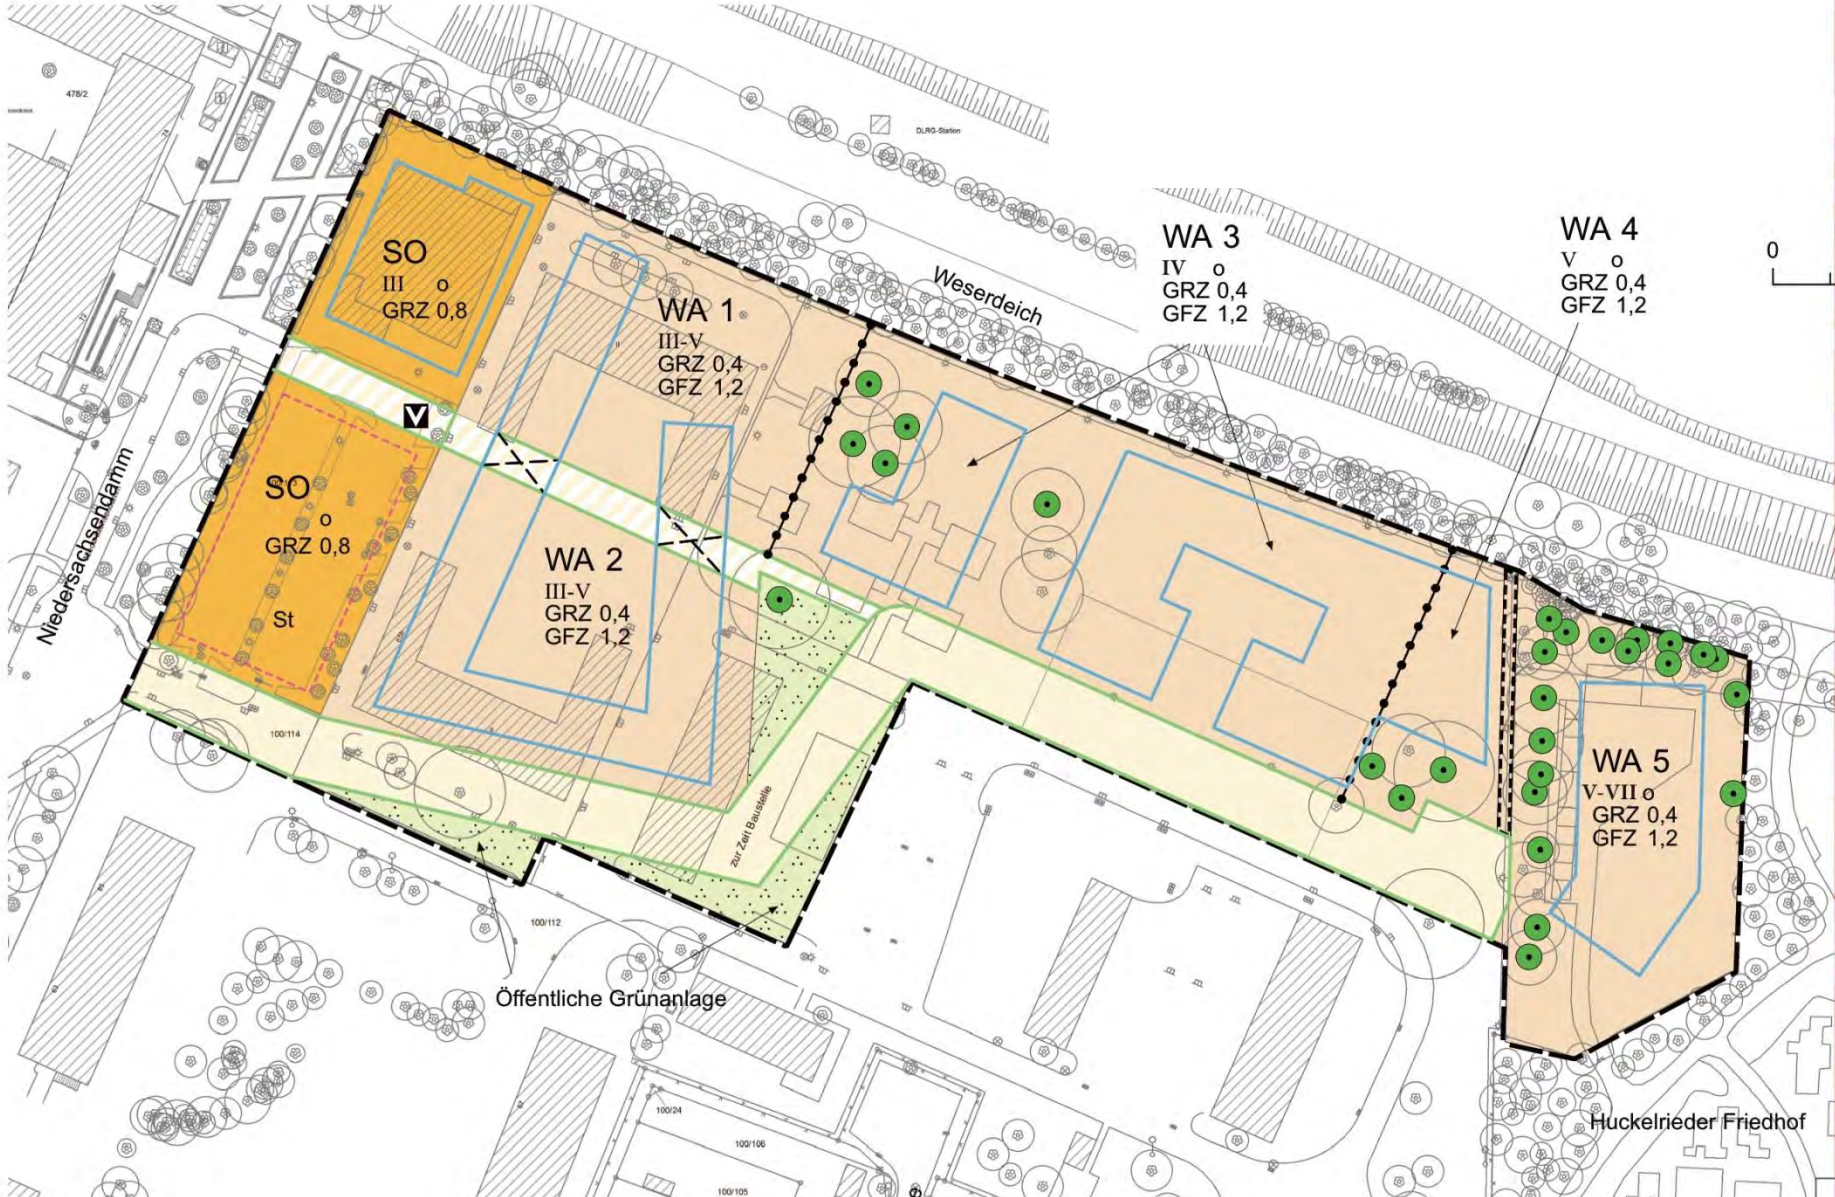 478/2
DLRG-Station
Weserdeich
WA 3
IV o
GRZ 0,4
GFZ 1,2
WA 4
V o
GRZ 0,4
GFZ 1,2
0
SO
III o
GRZ 0,8
WA 1
III-V
GRZ 0,4
GFZ 1,2
V
SO
o
GRZ 0,8
St
Niedersachsendamm
WA 2
III-V
GRZ 0,4
GFZ 1,2
WA 5
V-VII o
GRZ 0,4
GFZ 1,2
100/114
zur Zeit Baustelle
100/112
Öffentliche Grünanlage
100/24
100/106
100/105
Huckelrieder Friedhof